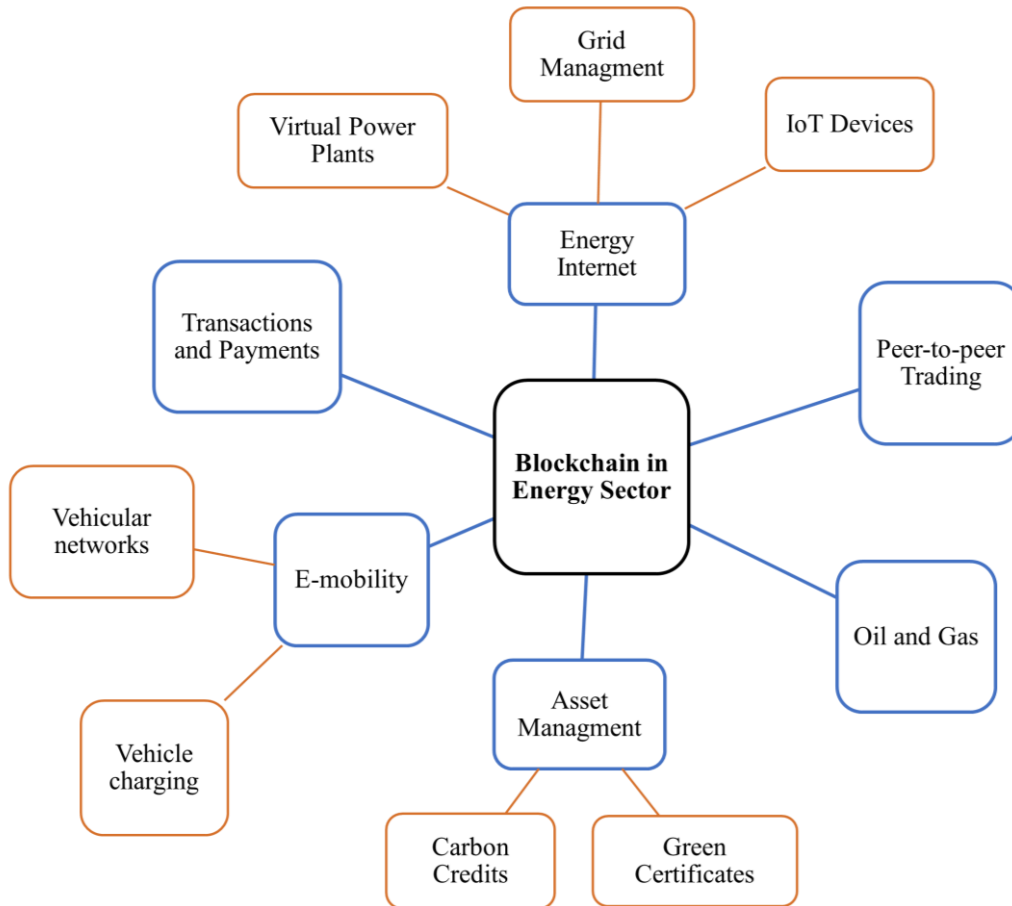 Grid
Managment
Virtual Power
Plants
IoT Devices
Energy
Internet
Transactions
and Payments
Peer-to-peer
Trading
Blockchain in
Energy Sector
Vehicular
networks
E-mobility
Oil and Gas
Asset
Managment
Vehicle
charging
Carbon
Credits
Green
Certificates